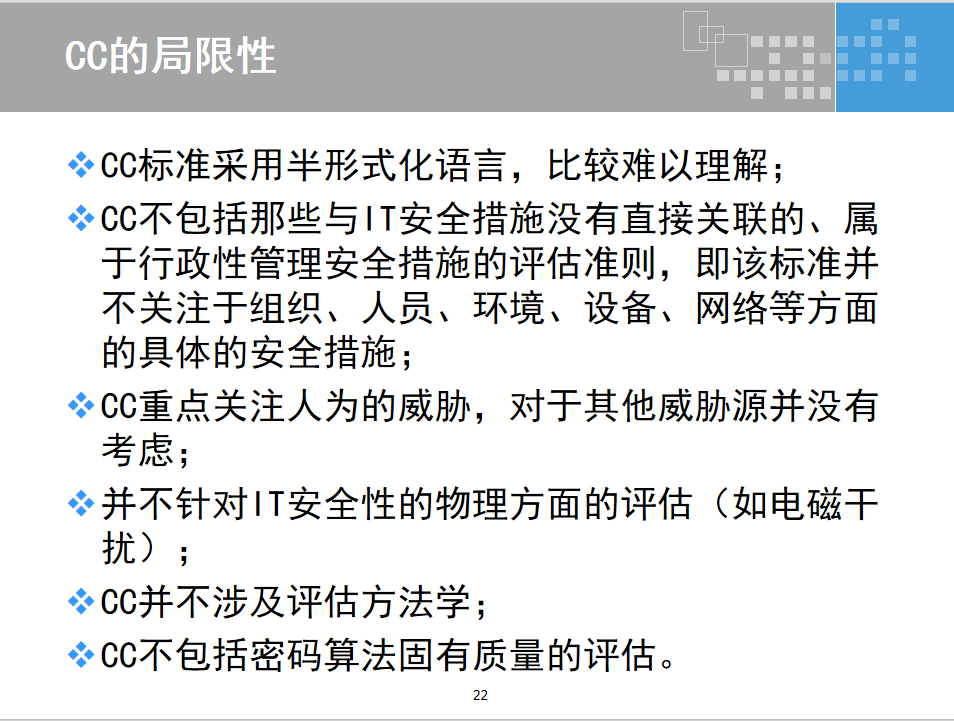 CC的局限性
CC标准采用半形式化语言，比较难以理解；
CC不包括那些与IT安全措施没有直接关联的、属
于行政性管理安全措施的评估准则，即该标准并
不关注于组织、人员、环境、设备、网络等方面
的具体的安全措施；
CC重点关注人为的威胁，对于其他威胁源并没有
考虑；
并不针对IT安全性的物理方面的评估（如电磁干
扰）；
CC并不涉及评估方法学；
CC不包括密码算法固有质量的评估。
22